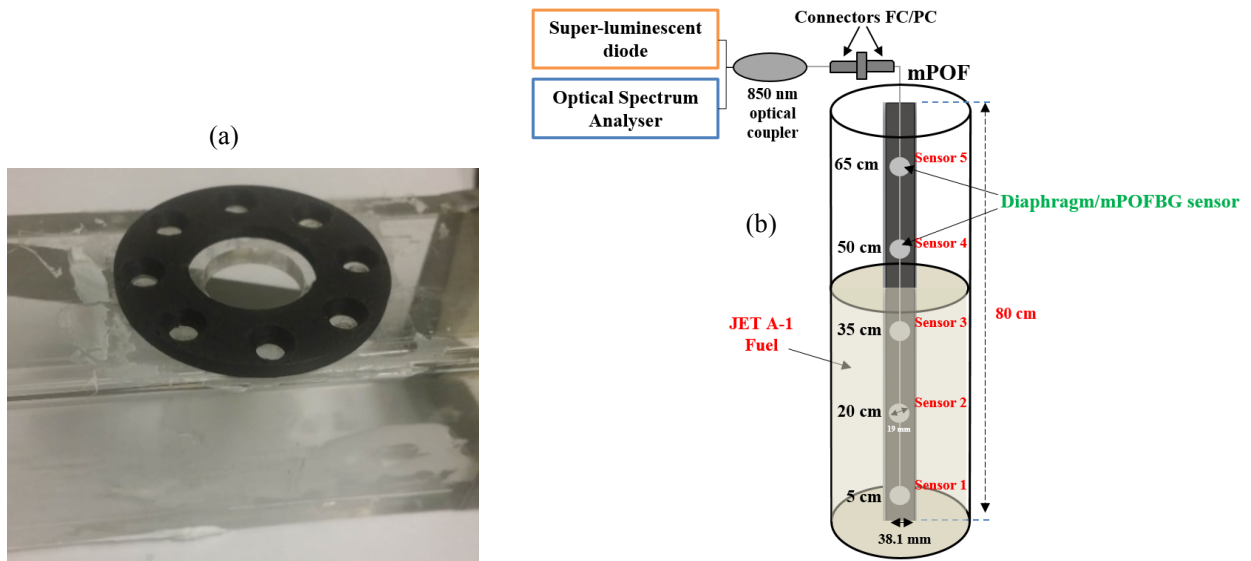 (a)
Super-luminescent
diode
Optical Spectrum
Analyser
850 nm
optical
coupler
Connectors FC/PC
mPOF
65 cm
Sensor 5
Diaphragm/mPOFBG sensor
(b)
50 cm
Sensor 4
JET A-1
Fuel
35 cm
Sensor 3
80 cm
20 cm
Sensor 2
19 mm
5 cm
Sensor 1
38.1 mm